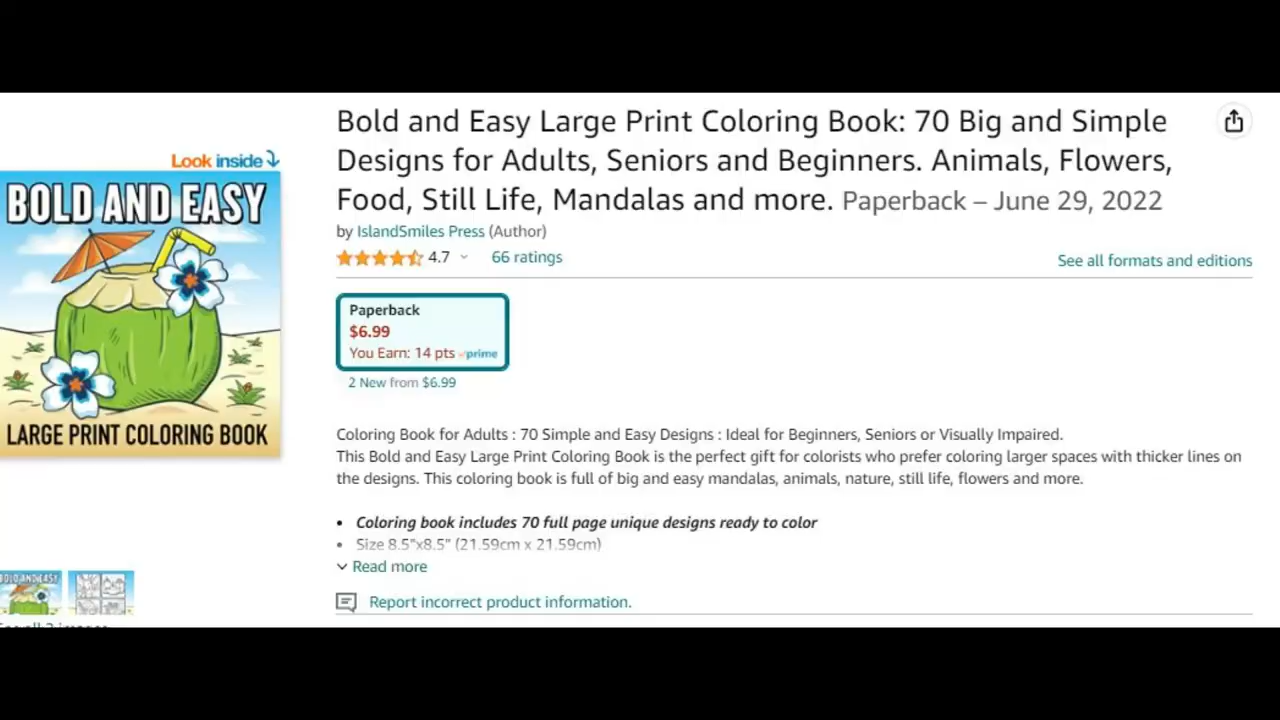 Bold and Easy Large Print Coloring Book: 70 Big and Simple
Designs for Adults, Seniors and Beginners. Animals, Flowers,
Food, Still Life, Mandalas and more. Paperback – June 29, 2022
by IslandSmiles Press (Author)
4.7 66 ratings
See all formats and editions
Look inside
BOLD AND EASY
LARGE PRINT COLORING BOOK
Paperback
$6.99
You Earn: 14 pts prime
2 New from $6.99
Coloring Book for Adults : 70 Simple and Easy Designs : Ideal for Beginners, Seniors or Visually Impaired.
This Bold and Easy Large Print Coloring Book is the perfect gift for colorists who prefer coloring larger spaces with thicker lines on
the designs. This coloring book is full of big and easy mandalas, animals, nature, still life, flowers and more.
• Coloring book includes 70 full page unique designs ready to color
• Size 8.5"x8.5" (21.59cm x 21.59cm)
Read more
Report incorrect product information.
BOLD AND EASY